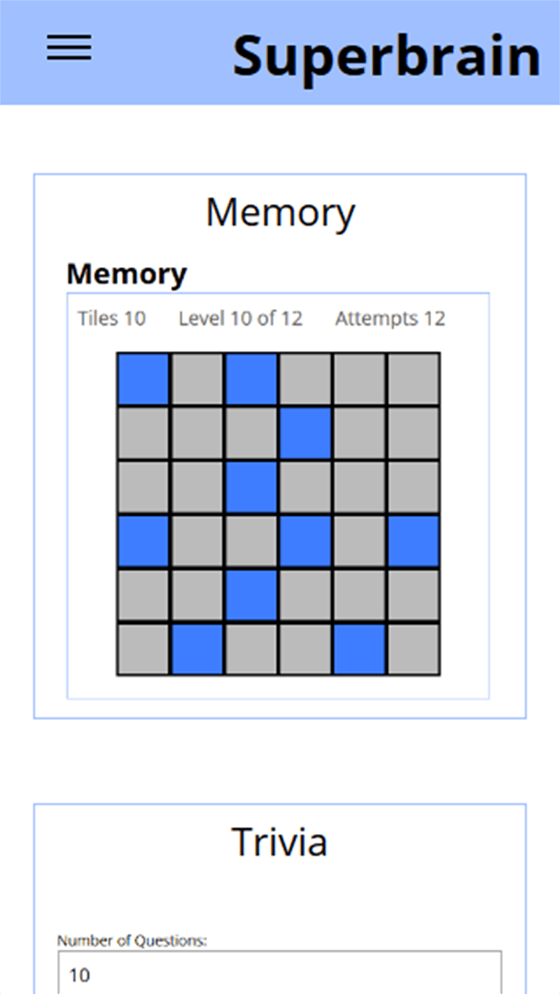 Superbrain
Memory
Memory
Tiles 10 Level 10 of 12 Attempts 12
Trivia
Number of Questions:
10